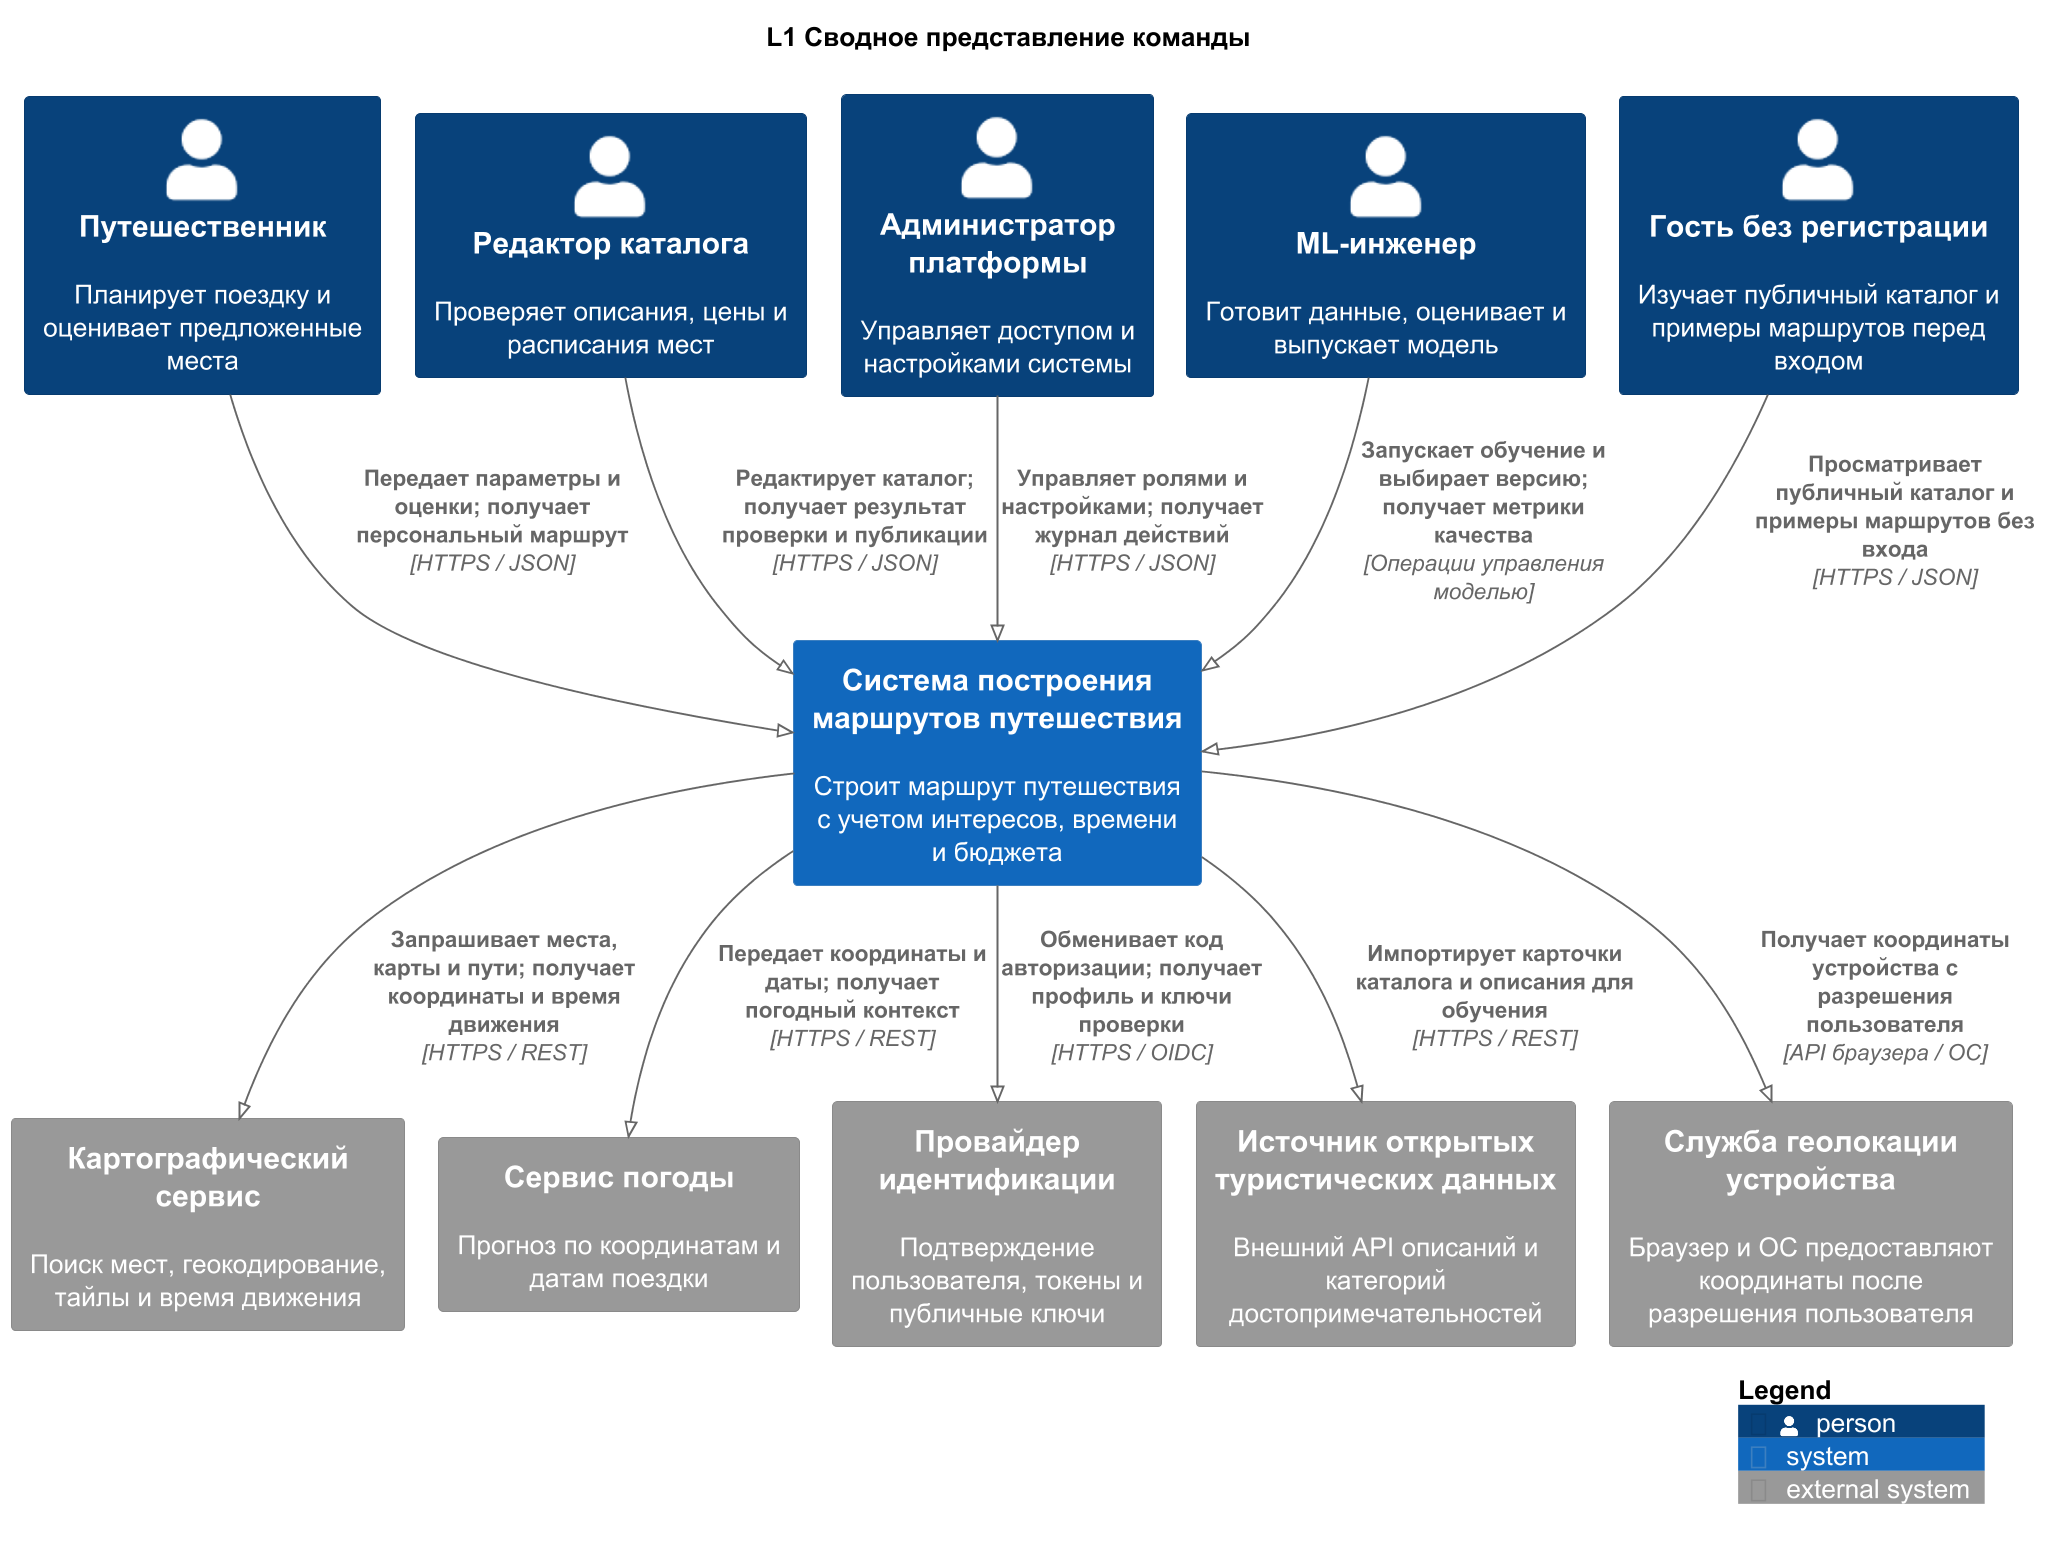 L1 Сводное представление команды
Путешественник
Планирует поездку и
оценивает предложенные
места
Редактор каталога
Проверяет описания, цены и
расписания мест
Администратор
платформы
Управляет доступом и
настройками системы
ML-инженер
Готовит данные, оценивает и
выпускает модель
Гость без регистрации
Изучает публичный каталог и
примеры маршрутов перед
входом
Передает параметры и
оценки; получает
персональный маршрут
[HTTPS / JSON]
Редактирует каталог;
получает результат
проверки и публикации
[HTTPS / JSON]
Управляет ролями и
настройками; получает
журнал действий
[HTTPS / JSON]
Запускает обучение и
выбирает версию;
получает метрики
качества
[Операции управления
моделью]
Просматривает
публичный каталог и
примеры маршрутов без
входа
[HTTPS / JSON]
Система построения
маршрутов путешествия
Строит маршрут путешествия
с учетом интересов, времени
и бюджета
Запрашивает места,
карты и пути; получает
координаты и время
движения
[HTTPS / REST]
Передает координаты и
даты; получает
погодный контекст
[HTTPS / REST]
Обменивает код
авторизации; получает
профиль и ключи
проверки
[HTTPS / OIDC]
Импортирует карточки
каталога и описания для
обучения
[HTTPS / REST]
Получает координаты
устройства с
разрешения
пользователя
[API браузера / ОС]
Картографический
сервис
Поиск мест, геокодирование,
тайлы и время движения
Сервис погоды
Прогноз по координатам и
датам поездки
Провайдер
идентификации
Подтверждение
пользователя, токены и
публичные ключи
Источник открытых
туристических данных
Внешний API описаний и
категорий
достопримечательностей
Служба геолокации
устройства
Браузер и ОС предоставляют
координаты после
разрешения пользователя
Legend
person
system
external system